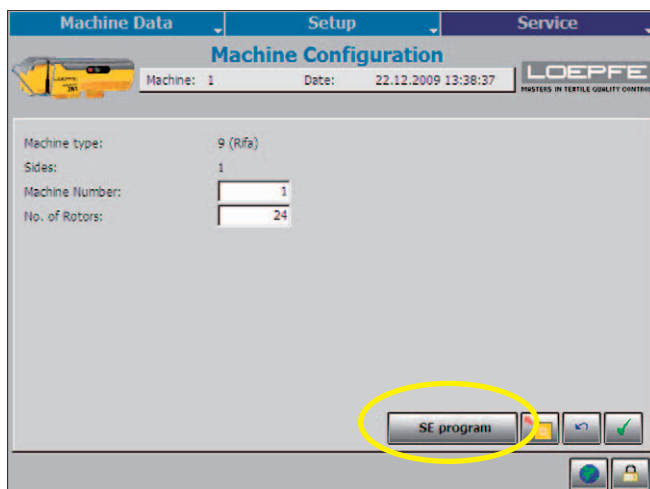 Machine Data Setup Service
Machine Configuration
Machine: 1 Date: 22.12.2009 13:38:37
LOEPFE
MASTERS IN TEXTILE QUALITY CONTROL
Machine type: 9 (Rifa)
Sides: 1
Machine Number: 1
No. of Rotors: 24
SE program